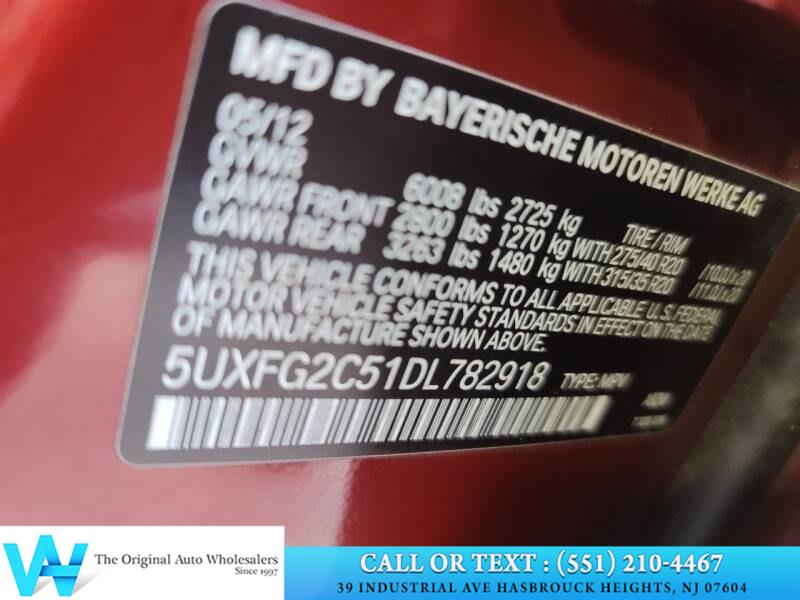 MFD BY BAYERISCHE MOTOREN WERKE AG
05/12
GVWR 6008 lbs 2725 kg TIRE/RIM
GAWR FRONT 2800 lbs 1270 kg WITH 275/40 R20 /10.0Jx20
GAWR REAR 3263 lbs 1480 kg WITH 315/35 R20 /11.0Jx20
THIS VEHICLE CONFORMS TO ALL APPLICABLE U.S. FEDERAL
MOTOR VEHICLE SAFETY STANDARDS IN EFFECT ON THE DATE
OF MANUFACTURE SHOWN ABOVE.
5UXFG2C51DL782918 TYPE: MPV
The Original Auto Wholesalers
Since 1997
CALL OR TEXT : (551) 210-4467
39 INDUSTRIAL AVE HASBROUCK HEIGHTS, NJ 07604